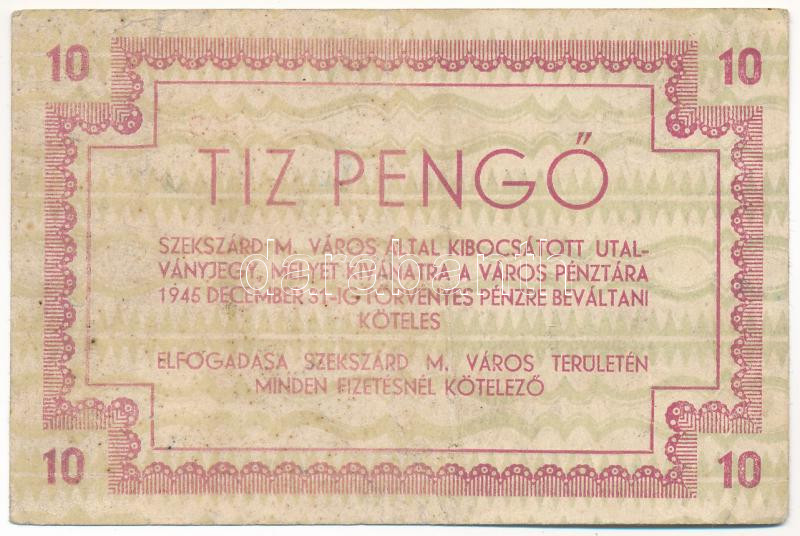 10 10
TIZ PENGŐ
SZEKSZÁRD M. VÁROS ÁLTAL KIBOCSÁTOTT UTAL-
VÁNYJEGY, MELYET KIVÁNATRA A VÁROS PÉNZTÁRA
1945 DECEMBER 31-IG TÖRVÉNYES PÉNZRE BEVÁLTANI
KÖTELES
ELFOGADÁSA SZEKSZÁRD M. VÁROS TERÜLETÉN
MINDEN FIZETÉSNÉL KÖTELEZŐ
10 10